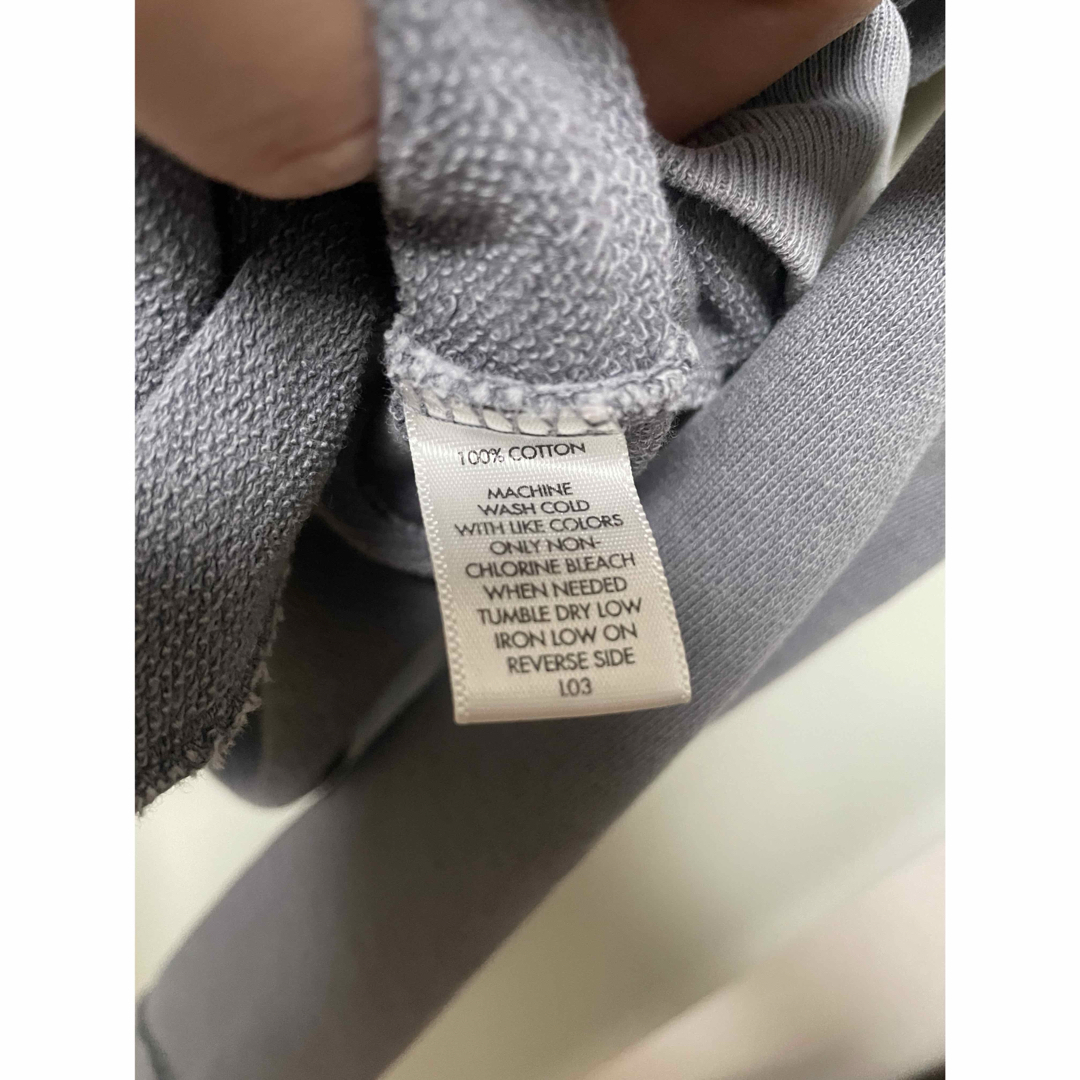 100% COTTON
MACHINE
WASH COLD
WITH LIKE COLORS
ONLY NON-
CHLORINE BLEACH
WHEN NEEDED
TUMBLE DRY LOW
IRON LOW ON
REVERSE SIDE
L03